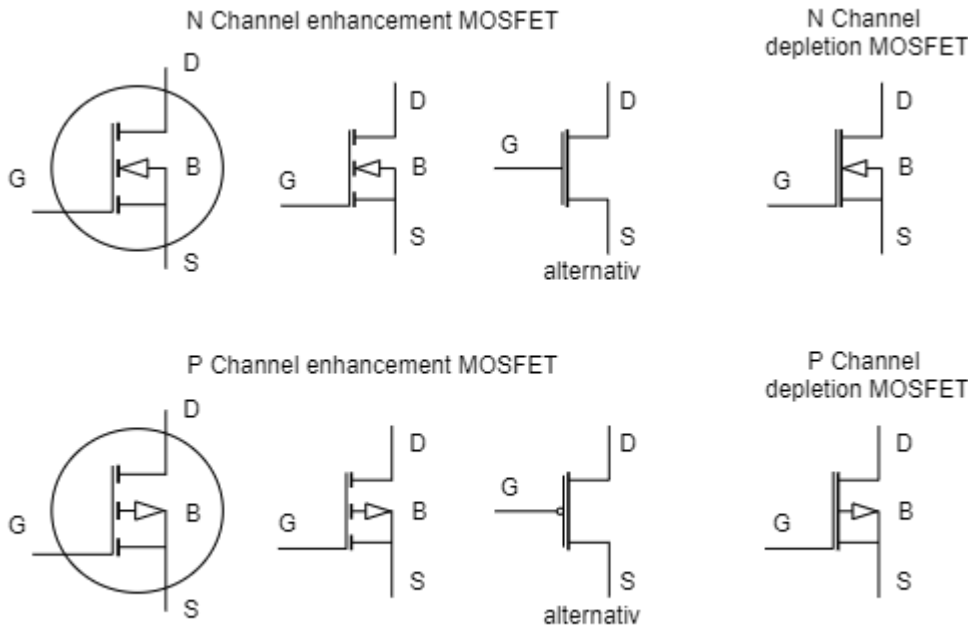 N Channel enhancement MOSFET
N Channel
depletion MOSFET
D
G
B
S
D
G
B
S
D
G
S
alternativ
D
G
B
S
P Channel enhancement MOSFET
P Channel
depletion MOSFET
D
G
B
S
D
G
B
S
D
G
S
alternativ
D
G
B
S